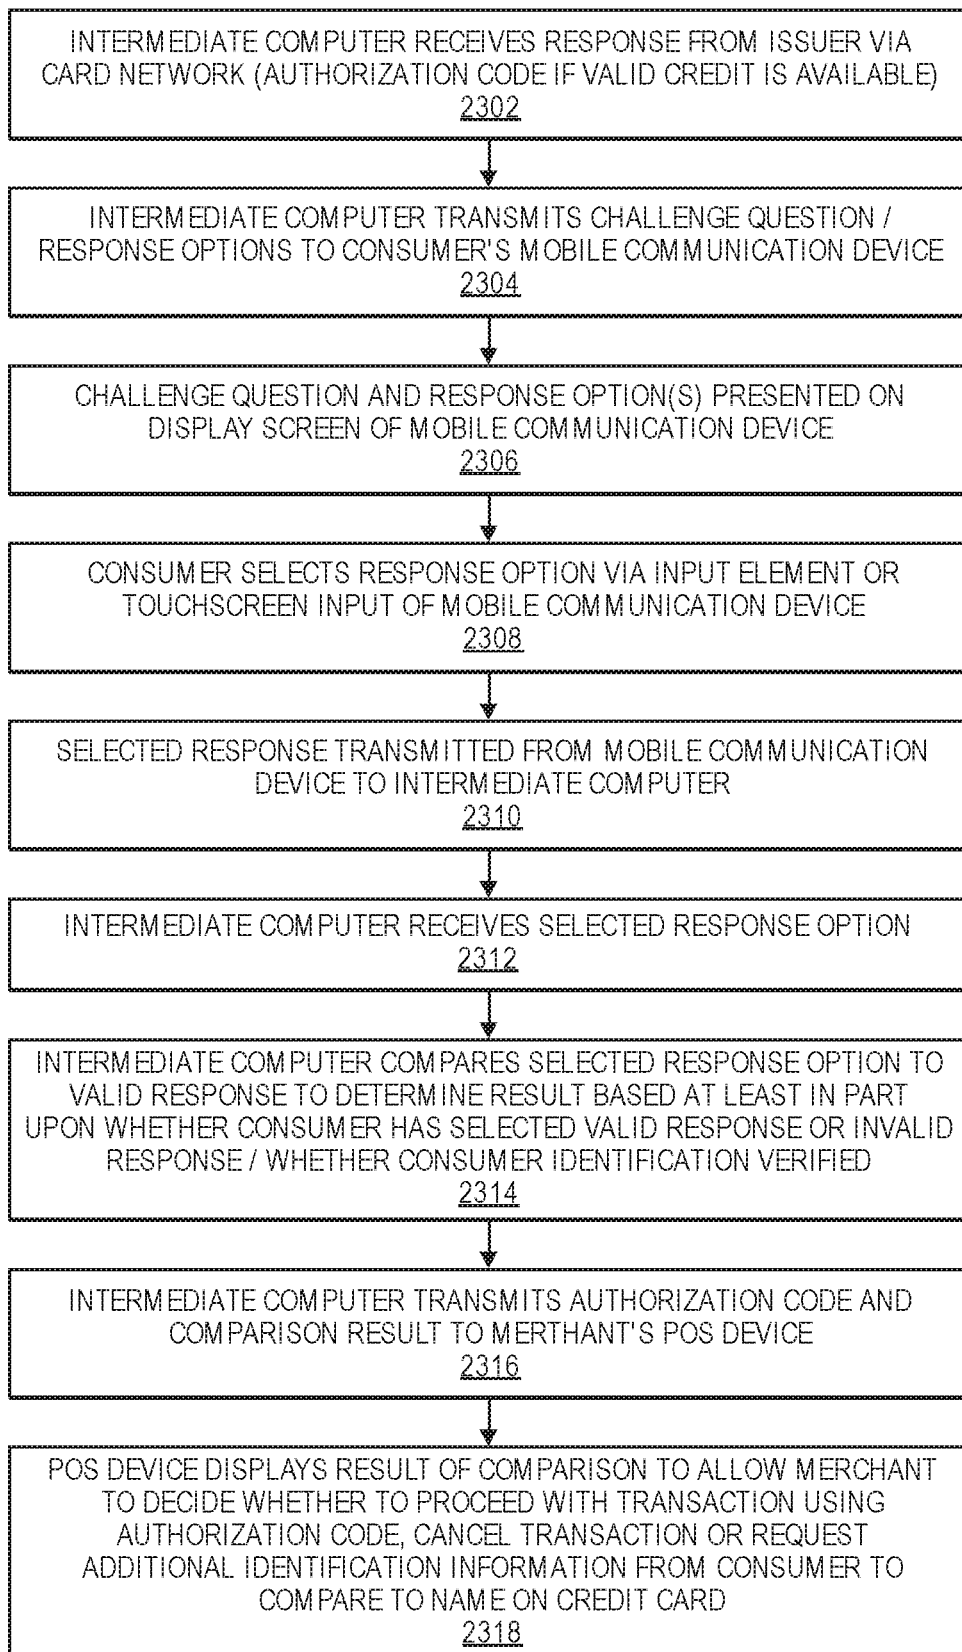 INTERMEDIATE COMPUTER RECEIVES RESPONSE FROM ISSUER VIA
CARD NETWORK (AUTHORIZATION CODE IF VALID CREDIT IS AVAILABLE)
2302
INTERMEDIATE COMPUTER TRANSMITS CHALLENGE QUESTION /
RESPONSE OPTIONS TO CONSUMER'S MOBILE COMMUNICATION DEVICE
2304
CHALLENGE QUESTION AND RESPONSE OPTION(S) PRESENTED ON
DISPLAY SCREEN OF MOBILE COMMUNICATION DEVICE
2306
CONSUMER SELECTS RESPONSE OPTION VIA INPUT ELEMENT OR
TOUCHSCREEN INPUT OF MOBILE COMMUNICATION DEVICE
2308
SELECTED RESPONSE TRANSMITTED FROM MOBILE COMMUNICATION
DEVICE TO INTERMEDIATE COMPUTER
2310
INTERMEDIATE COMPUTER RECEIVES SELECTED RESPONSE OPTION
2312
INTERMEDIATE COMPUTER COMPARES SELECTED RESPONSE OPTION TO
VALID RESPONSE TO DETERMINE RESULT BASED AT LEAST IN PART
UPON WHETHER CONSUMER HAS SELECTED VALID RESPONSE OR INVALID
RESPONSE / WHETHER CONSUMER IDENTIFICATION VERIFIED
2314
INTERMEDIATE COMPUTER TRANSMITS AUTHORIZATION CODE AND
COMPARISON RESULT TO MERTHANT'S POS DEVICE
2316
POS DEVICE DISPLAYS RESULT OF COMPARISON TO ALLOW MERCHANT
TO DECIDE WHETHER TO PROCEED WITH TRANSACTION USING
AUTHORIZATION CODE, CANCEL TRANSACTION OR REQUEST
ADDITIONAL IDENTIFICATION INFORMATION FROM CONSUMER TO
COMPARE TO NAME ON CREDIT CARD
2318